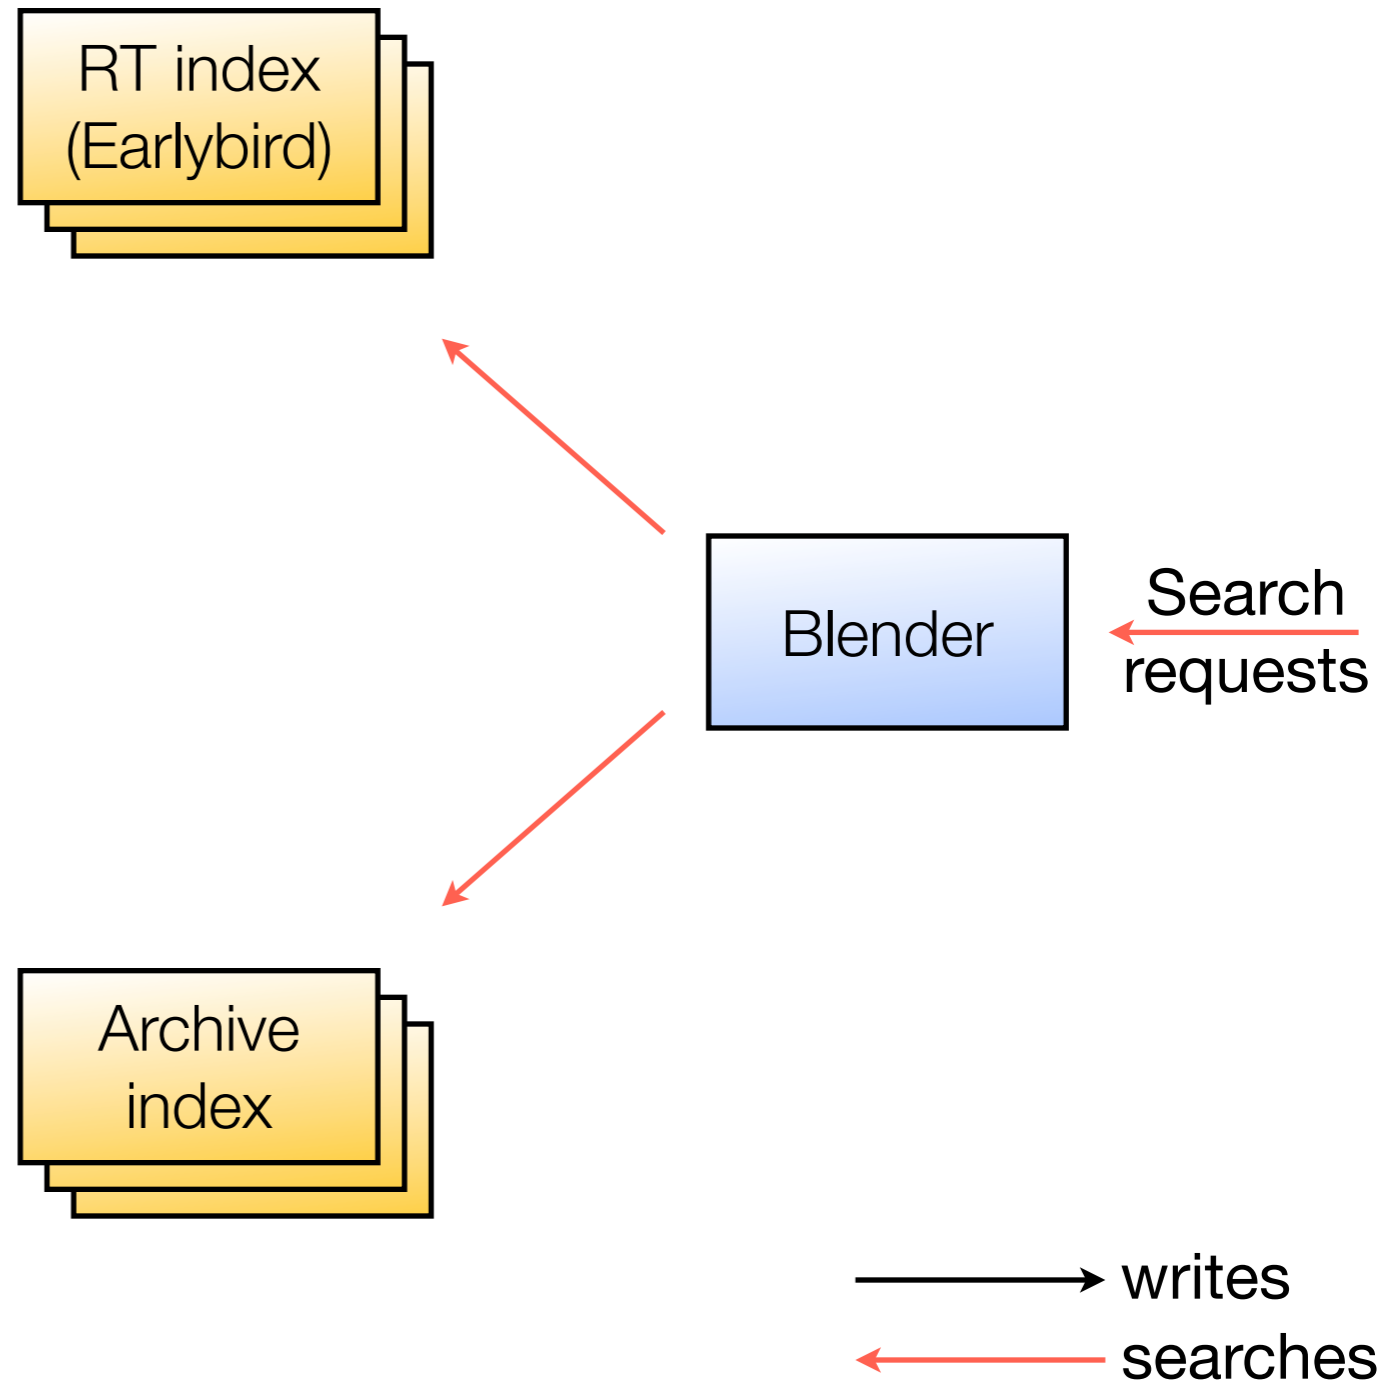 RT index
(Earlybird)
Blender
Search
requests
Archive
index
writes
searches